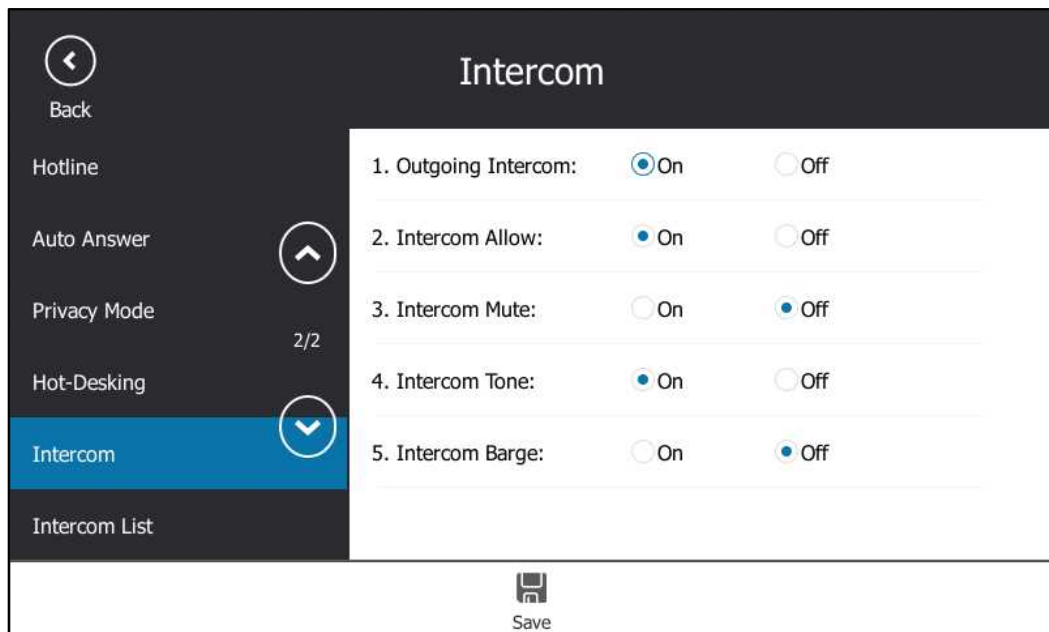 Back
Intercom
Hotline
Auto Answer
Privacy Mode
2/2
Hot-Desking
Intercom
Intercom List
1. Outgoing Intercom: On Off
2. Intercom Allow: On Off
3. Intercom Mute: On Off
4. Intercom Tone: On Off
5. Intercom Barge: On Off
Save